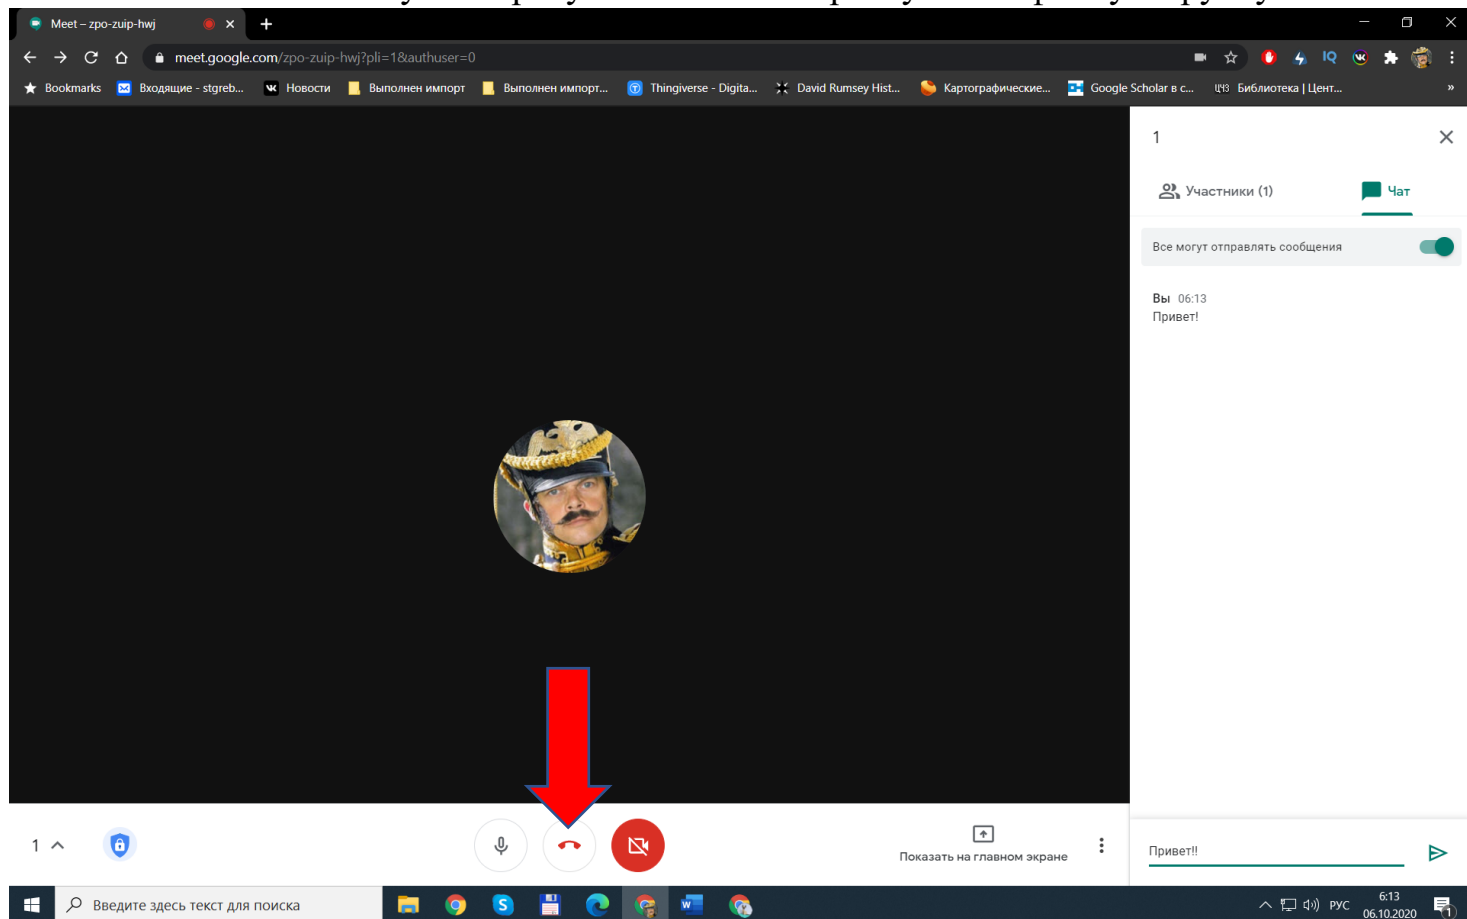 Meet – zpo-zuip-hwj
meet.google.com/zpo-zuip-hwj?pli=1&authuser=0
Bookmarks Входящие - stgreb... Новости Выполнен импорт Выполнен импорт... Thingiverse - Digita... David Rumsey Hist... Картографические... Google Scholar в с... ЦНЗ Библиотека | Цент... »
1
Участники (1) Чат
Все могут отправлять сообщения
Вы 06:13
Привет!
1
Показать на главном экране
Привет!!
Введите здесь текст для поиска
РУС
6:13
06.10.2020
1